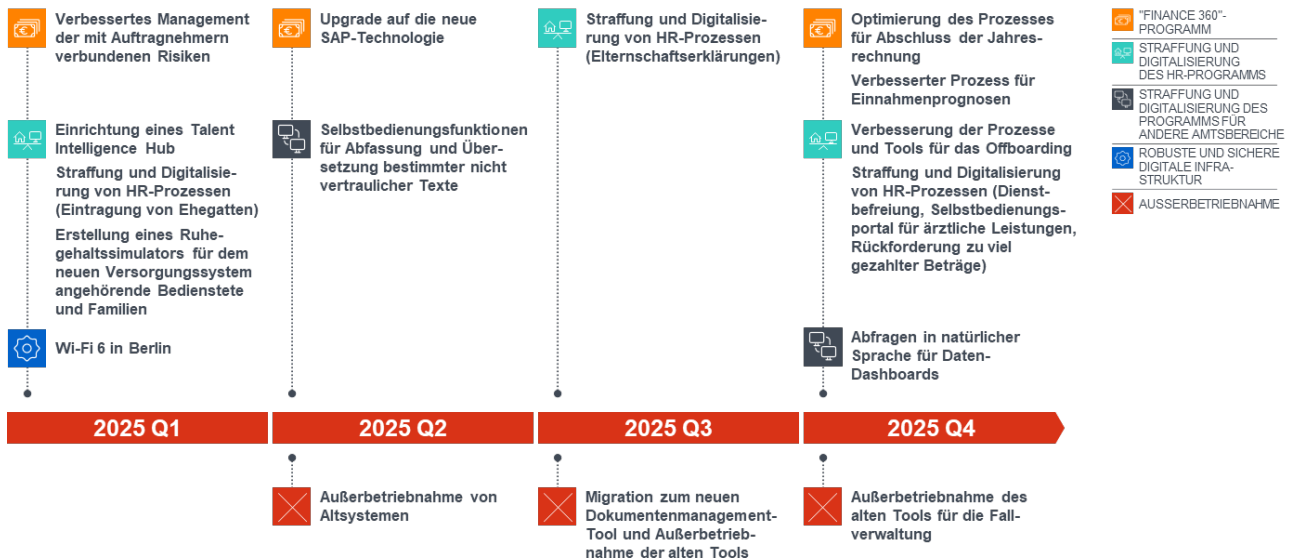 Verbessertes Management
der mit Auftragnehmern
verbundenen Risiken
Einrichtung eines Talent
Intelligence Hub
Straffung und Digitalisie-
rung von HR-Prozessen
(Eintragung von Ehegatten)
Erstellung eines Ruhe-
gehaltssimulators für dem
neuen Versorgungssystem
angehörende Bedienstete
und Familien
Wi-Fi 6 in Berlin
Upgrade auf die neue
SAP-Technologie
Selbstbedienungsfunktionen
für Abfassung und Über-
setzung bestimmter nicht
vertraulicher Texte
Straffung und Digitalisie-
rung von HR-Prozessen
(Elternschaftserklärungen)
Optimierung des Prozesses
für Abschluss der Jahres-
rechnung
Verbesserter Prozess für
Einnahmenprognosen
Verbesserung der Prozesse
und Tools für das Offboarding
Straffung und Digitalisierung
von HR-Prozessen (Dienst-
befreiung, Selbstbedienungs-
portal für ärztliche Leistungen,
Rückforderung zu viel
gezahlter Beträge)
Abfragen in natürlicher
Sprache für Daten-
Dashboards
"FINANCE 360"-
PROGRAMM
STRAFFUNG UND
DIGITALISIERUNG
DES HR-PROGRAMMS
STRAFFUNG UND
DIGITALISIERUNG DES
PROGRAMMS FÜR
ANDERE AMTSBEREICHE
ROBUSTE UND SICHERE
DIGITALE INFRA-
STRUKTUR
AUSSERBETRIEBNAHME
2025 Q1
2025 Q2
2025 Q3
2025 Q4
Außerbetriebnahme von
Altsystemen
Migration zum neuen
Dokumentenmanagement-
Tool und Außerbetrieb-
nahme der alten Tools
Außerbetriebnahme des
alten Tools für die Fall-
verwaltung